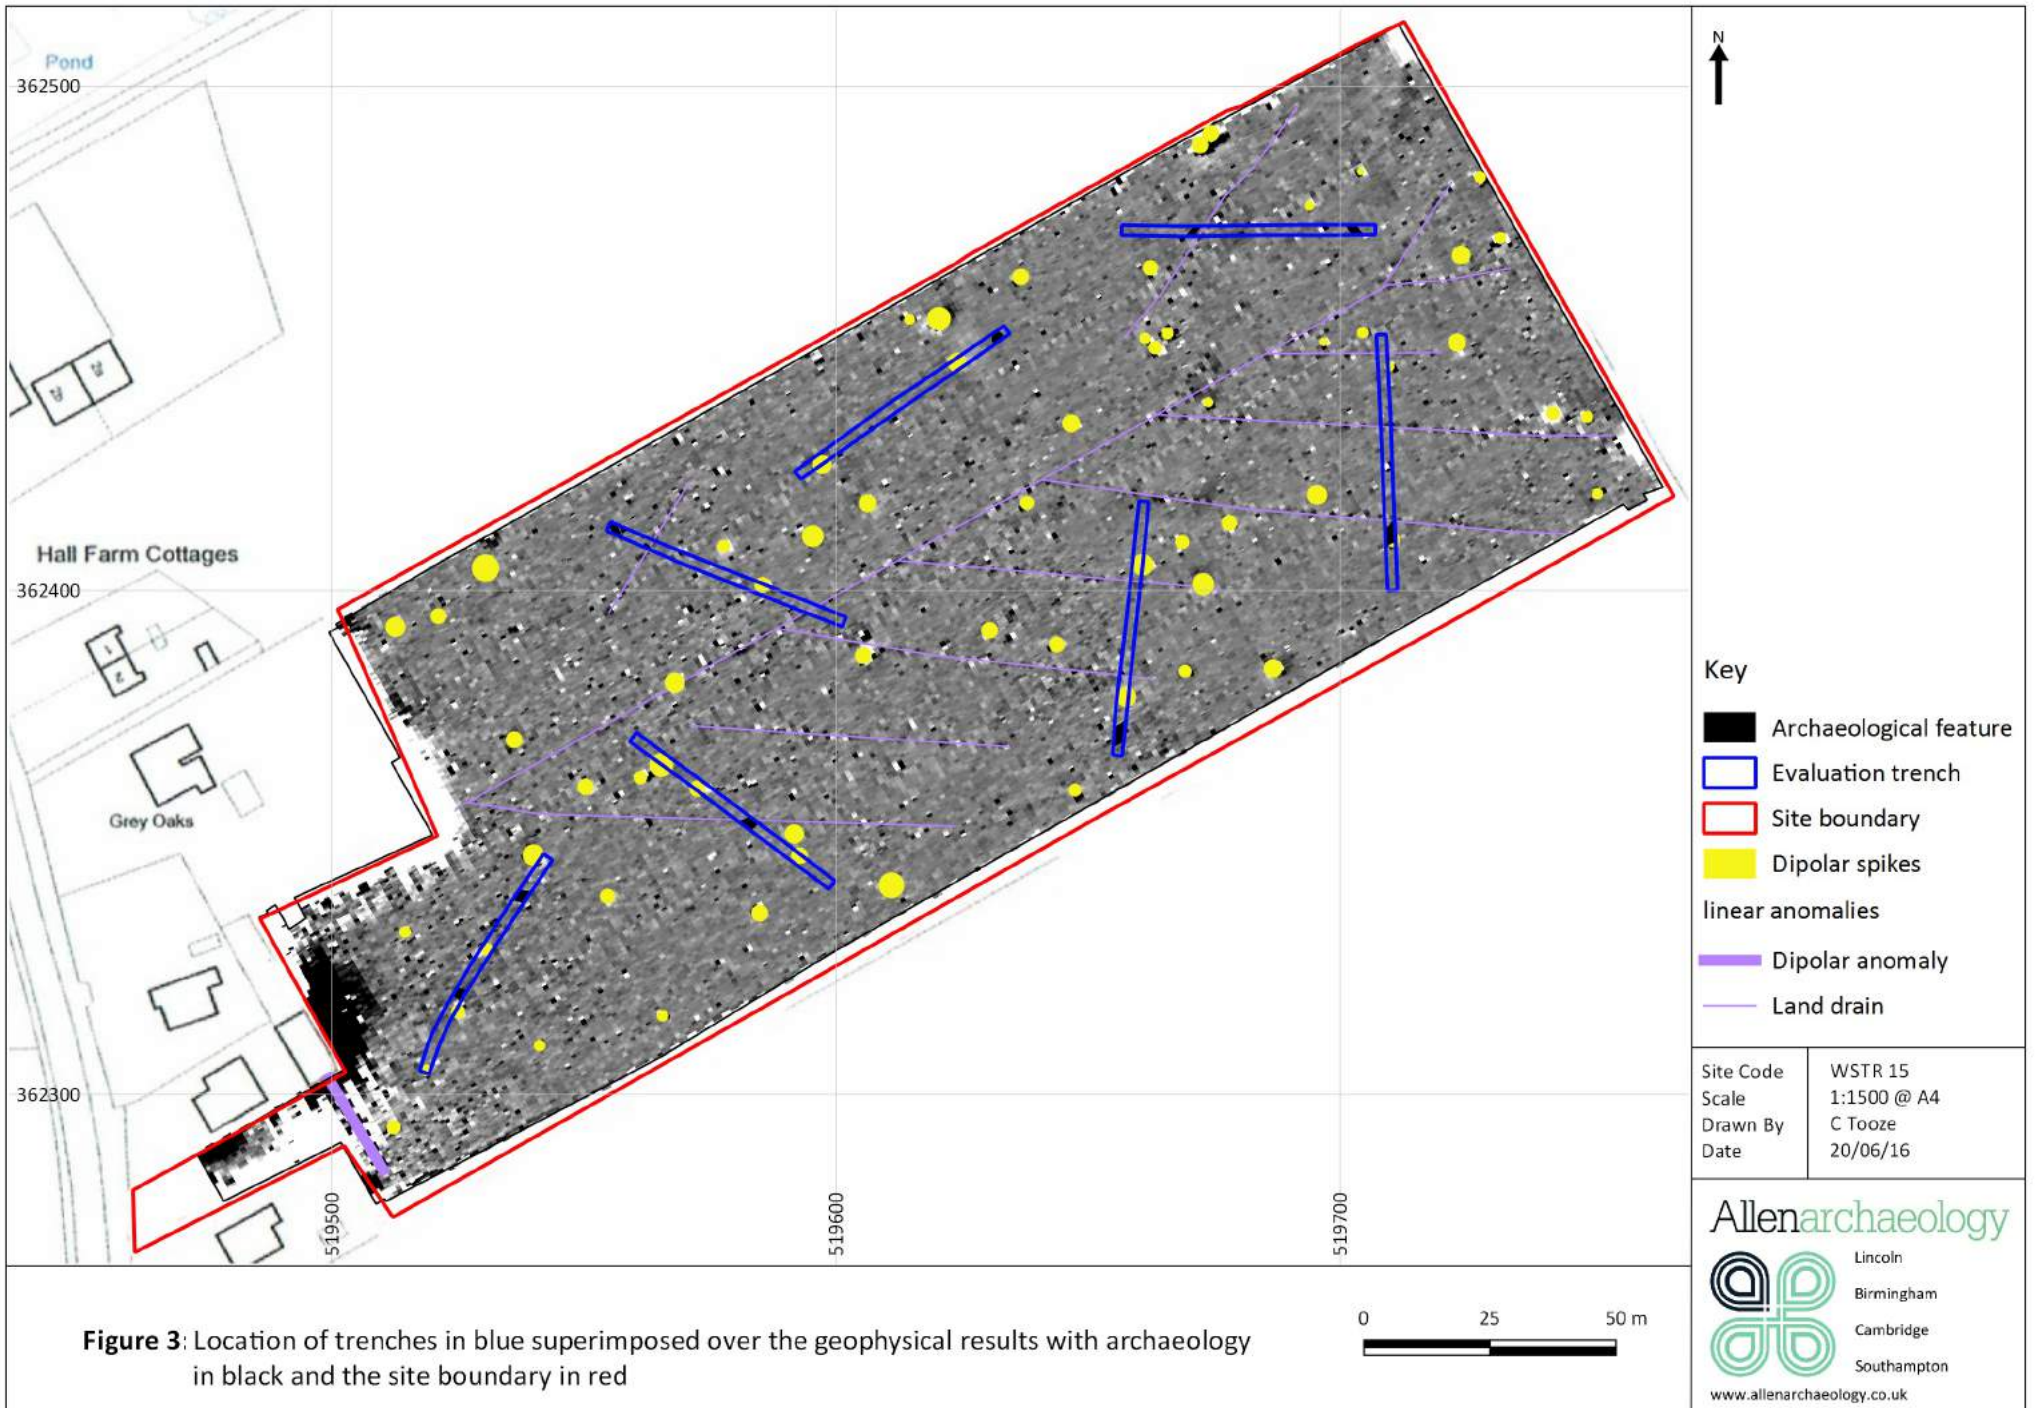 Pond
362500
Hall Farm Cottages
362400
1
2
Grey Oaks
362300
519500
519600
519700
N
Key
Archaeological feature
Evaluation trench
Site boundary
Dipolar spikes
linear anomalies
Dipolar anomaly
Land drain
Site Code WSTR 15
Scale 1:1500 @ A4
Drawn By C Tooze
Date 20/06/16
Allenarchaeology
Lincoln
Birmingham
Cambridge
Southampton
www.allenarchaeology.co.uk
0 25 50 m
Figure 3: Location of trenches in blue superimposed over the geophysical results with archaeology
in black and the site boundary in red